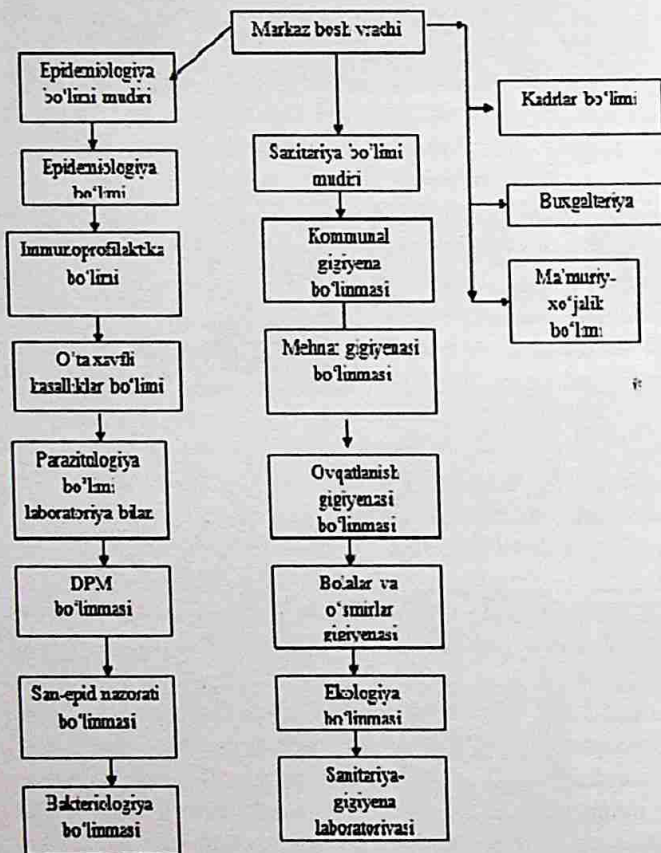 Markaz bosh vrachi
Epidemiologiya
bo'limi mudiri
Epidemiologiya
bo'limi
Immunoprofilaktika
bo'limi
O'ta xavfli
kasalliklar bo'limi
Parazitologiya
bo'limi
laboratoriya bilan
DPM
bo'linmasi
San-epid nazorati
bo'linmasi
Bakteriologiya
bo'linmasi
Sanitariya bo'limi
mudiri
Kommunal
gigiyena
bo'linmasi
Mehnat gigiyenasi
bo'linmasi
Ovqatlanish
gigiyenasi
bo'linmasi
Bolalar va
o'smirlar
gigiyenasi
Ekologiya
bo'linmasi
Sanitariya-
gigiyena
laboratoriyasi
Kadrlar bo'limi
Buxgalteriya
Ma'muriy-
xo'jalik
bo'limi